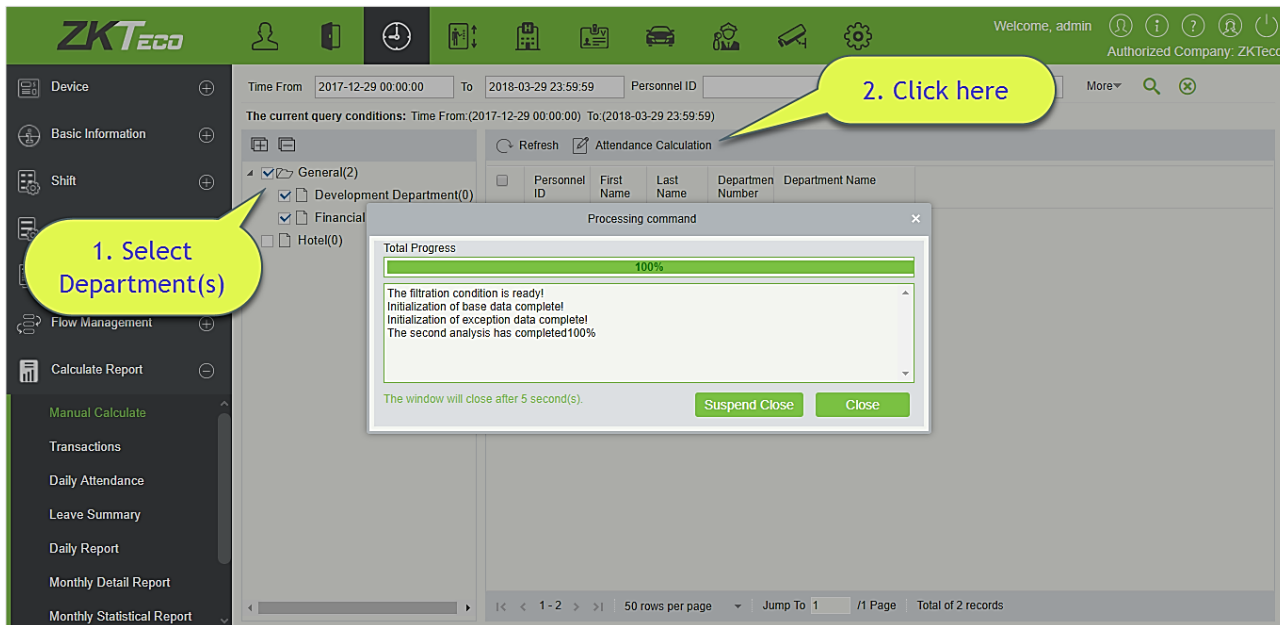 ZKTeco
Welcome, admin
Authorized Company: ZKTeco
Device
Basic Information
Shift
Flow Management
Calculate Report
Manual Calculate
Transactions
Daily Attendance
Leave Summary
Daily Report
Monthly Detail Report
Monthly Statistical Report
Time From 2017-12-29 00:00:00 To 2018-03-29 23:59:59 Personnel ID More
The current query conditions: Time From:(2017-12-29 00:00:00) To:(2018-03-29 23:59:59)
2. Click here
Refresh Attendance Calculation
General(2)
Development Department(0)
Financial
Hotel(0)
1. Select
Department(s)
Personnel ID First Name Last Name Departmen Number Department Name
Processing command
Total Progress
100%
The filtration condition is ready!
Initialization of base data complete!
Initialization of exception data complete!
The second analysis has completed100%
The window will close after 5 second(s).
Suspend Close Close
1 - 2 50 rows per page Jump To 1 /1 Page Total of 2 records